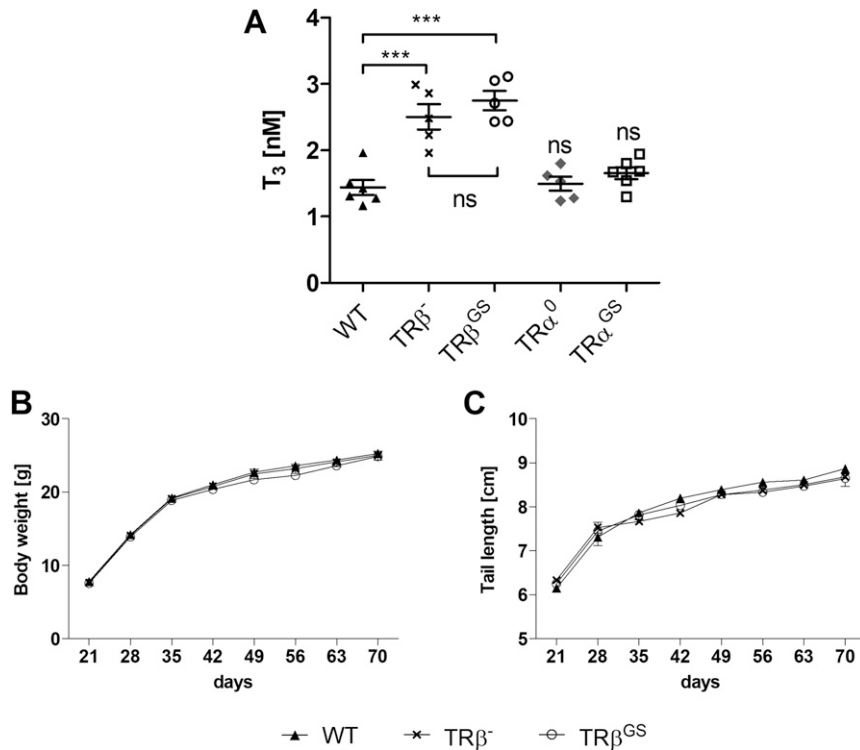 A
T₃ [nM]
4
3
2
1
0
***
***
ns
ns
ns
WT
TRβ⁻
TRβᴳˢ
TRα⁰
TRαᴳˢ
B
Body weight [g]
30
20
10
0
21 28 35 42 49 56 63 70
days
C
Tail length [cm]
10
9
8
7
6
5
21 28 35 42 49 56 63 70
days
WT TRβ⁻ TRβᴳˢ